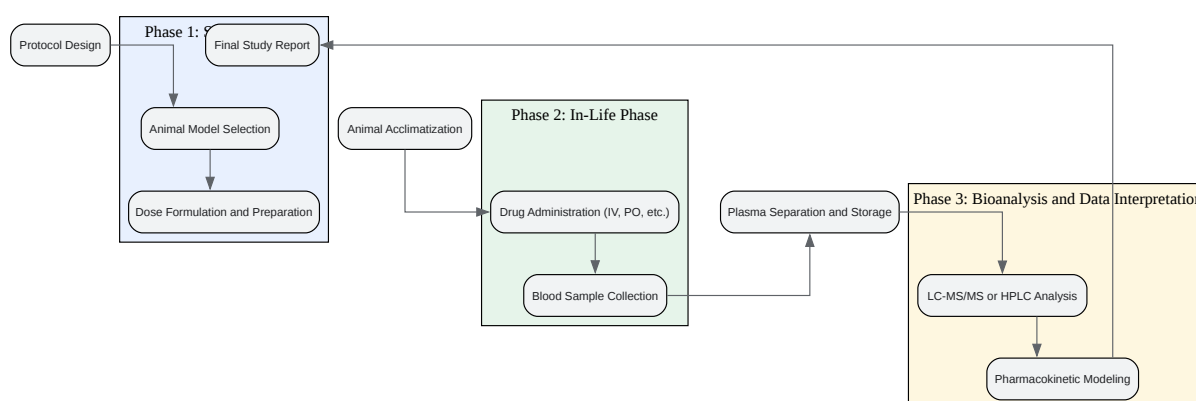 Phase 1: S
Protocol Design
Final Study Report
Animal Model Selection
Dose Formulation and Preparation
Animal Acclimatization
Phase 2: In-Life Phase
Drug Administration (IV, PO, etc.)
Blood Sample Collection
Plasma Separation and Storage
Phase 3: Bioanalysis and Data Interpretation
LC-MS/MS or HPLC Analysis
Pharmacokinetic Modeling